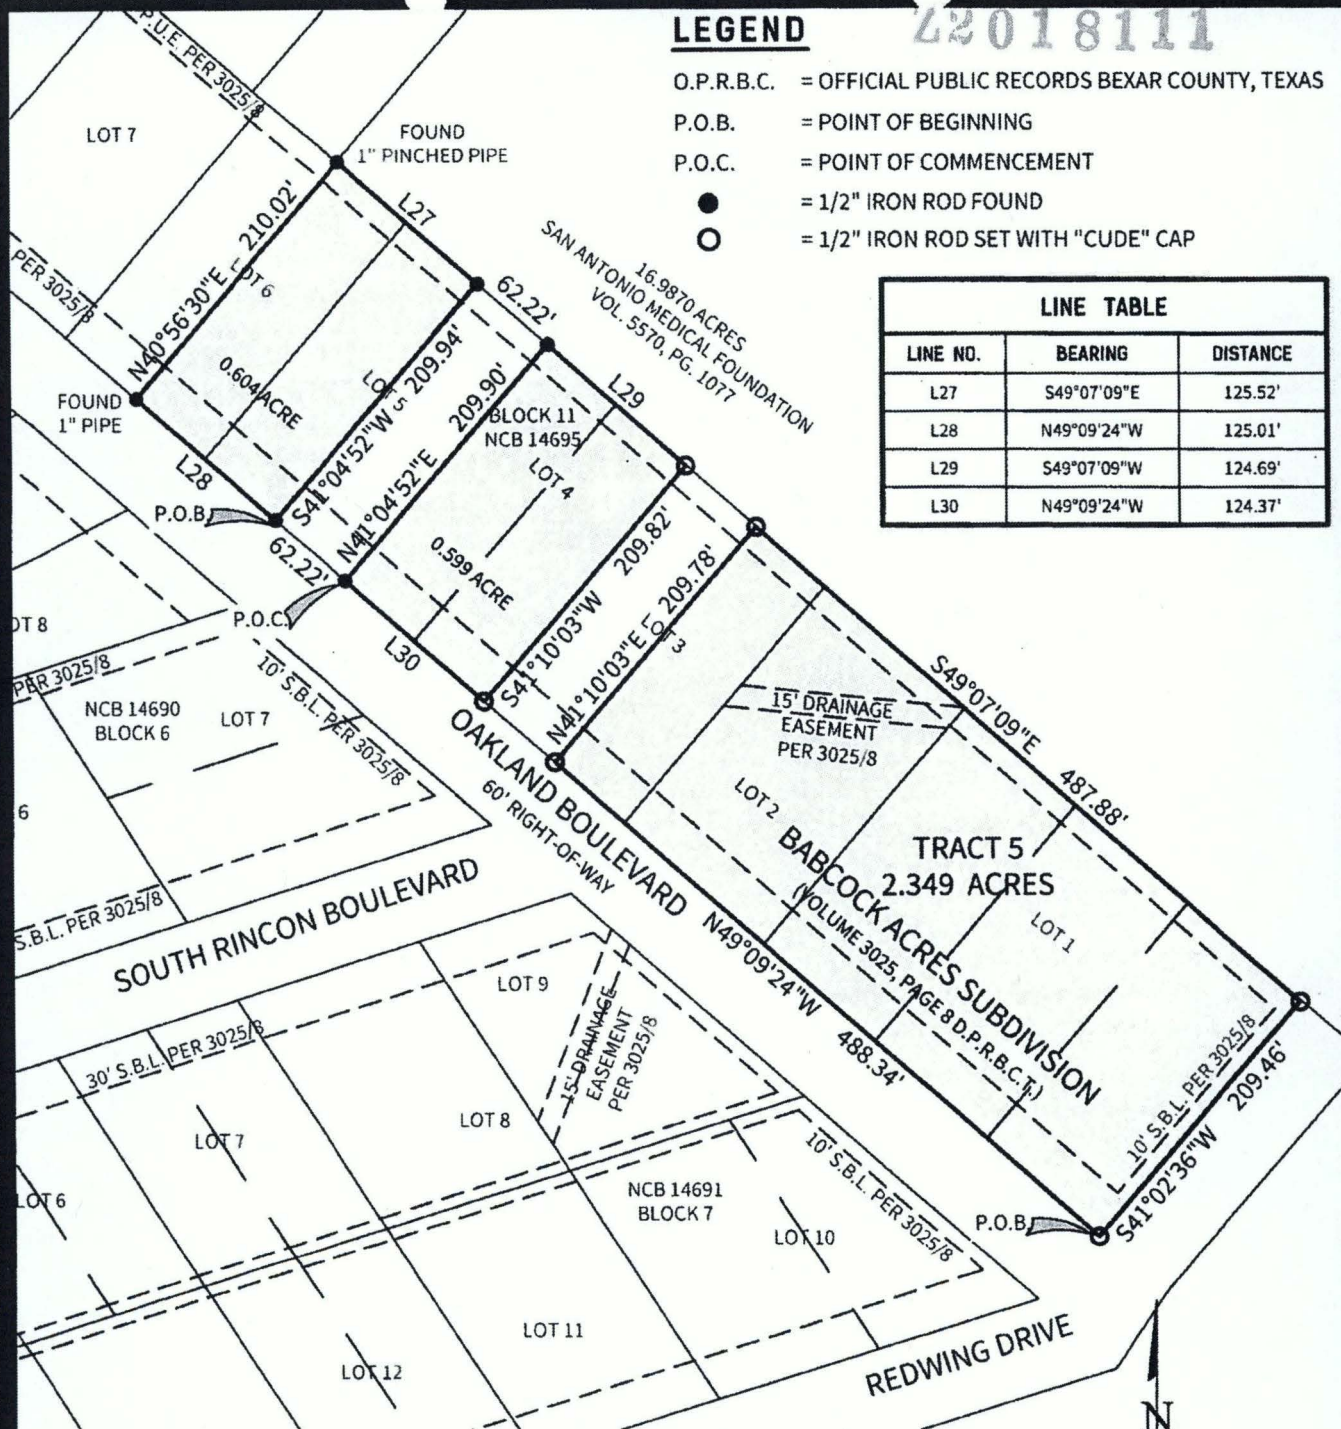 LEGEND
Z2018111
O.P.R.B.C. = OFFICIAL PUBLIC RECORDS BEXAR COUNTY, TEXAS
P.O.B. = POINT OF BEGINNING
P.O.C. = POINT OF COMMENCEMENT
= 1/2" IRON ROD FOUND
= 1/2" IRON ROD SET WITH "CUDE" CAP
LINE TABLE
LINE NO. BEARING DISTANCE
L27 S49°07'09"E 125.52'
L28 N49°09'24"W 125.01'
L29 S49°07'09"W 124.69'
L30 N49°09'24"W 124.37'
P.U.E. PER 3025/8
LOT 7
FOUND
1" PINCHED PIPE
L27
N40°56'30"E - 210.02'
PER 3025/8
LOT 6
0.604 ACRE
FOUND
1" PIPE
L28
P.O.B.
LOT 5
S41°04'52"W - 209.94'
62.22'
SAN ANTONIO MEDICAL FOUNDATION
16.9870 ACRES
VOL. 5570, PG. 1077
62.22'
N41°04'52"E 209.90'
L29
BLOCK 11
NCB 14695
LOT 4
0.599 ACRE
P.O.C.
L30
S41°10'03"W 209.82'
N41°10'03"E - 209.78'
LOT 3
OT 8
PER 3025/8
NCB 14690
BLOCK 6
LOT 7
10' S.B.L. PER 3025/8
6
S.B.L. PER 3025/8
SOUTH RINCON BOULEVARD
OAKLAND BOULEVARD
60' RIGHT-OF-WAY
N49°09'24"W 488.34'
S49°07'09"E 487.88'
15' DRAINAGE
EASEMENT
PER 3025/8
LOT 2
TRACT 5
2.349 ACRES
BABCOCK ACRES SUBDIVISION
(VOLUME 3025, PAGE 8 D.P.R.B.C.T.)
LOT 1
10' S.B.L. PER 3025/8
S41°02'36"W 209.46'
P.O.B.
30' S.B.L. PER 3025/8
LOT 9
15' DRAINAGE
EASEMENT
PER 3025/8
LOT 8
LOT 7
LOT 6
NCB 14691
BLOCK 7
10' S.B.L. PER 3025/8
LOT 10
LOT 11
LOT 12
REDWING DRIVE
N